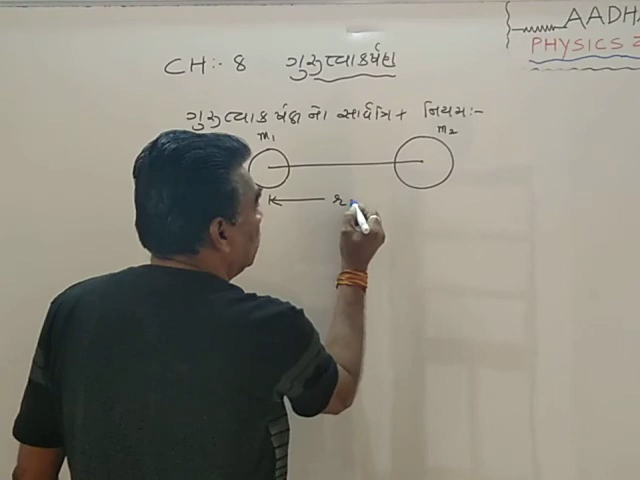 AADHA
PHYSICS
CH:- 8 ગુરુત્વાકર્ષણ
ગુરુત્વાકર્ષણનો સાર્વત્રિક નિયમ:-
m₁ m₂
r